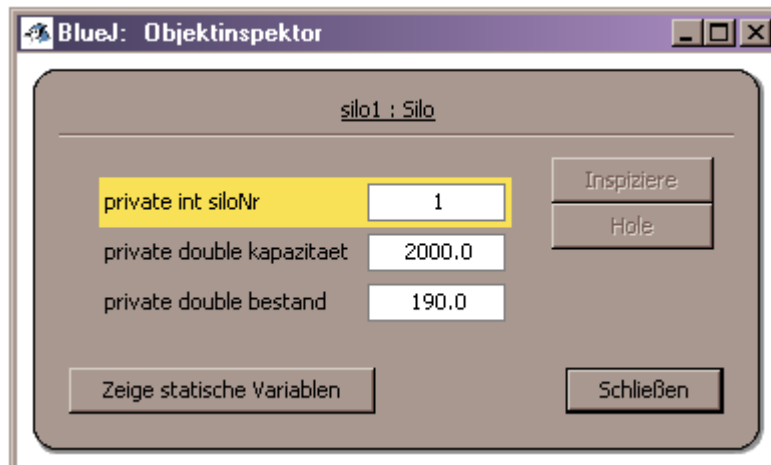 BlueJ: Objektinspektor
silo1 : Silo
Inspiziere
private int siloNr 1
Hole
private double kapazitaet 2000.0
private double bestand 190.0
Zeige statische Variablen Schließen